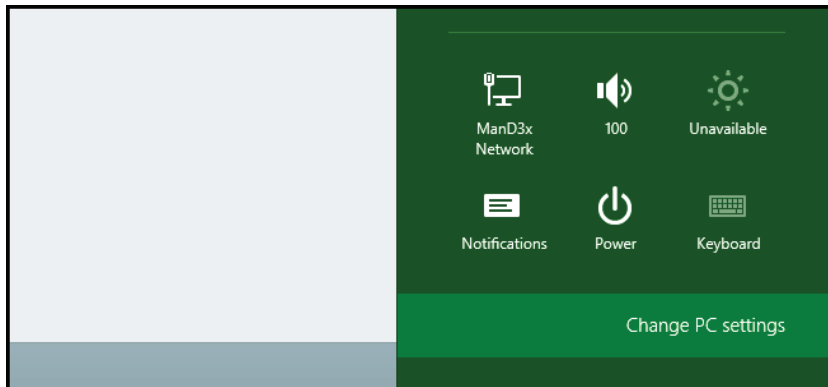 ManD3x
Network
100
Unavailable
Notifications
Power
Keyboard
Change PC settings